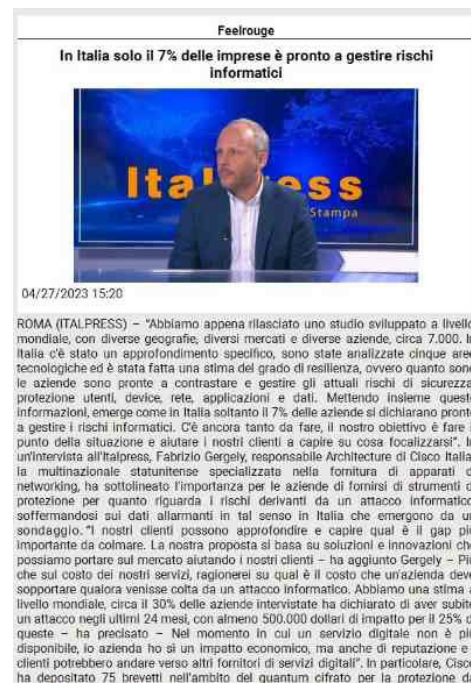 Feelrouge
In Italia solo il 7% delle imprese è pronto a gestire rischi
informatici
Italpress
Stampa
04/27/2023 15:20
ROMA (ITALPRESS) – “Abbiamo appena rilasciato uno studio sviluppato a livello
mondiale, con diverse geografie, diversi mercati e diverse aziende, circa 7.000. In
Italia c'è stato un approfondimento specifico, sono state analizzate cinque aree
tecnologiche ed è stata fatta una stima del grado di resilienza, ovvero quanto sono
le aziende sono pronte a contrastare e gestire gli attuali rischi di sicurezza,
protezione utenti, device, rete, applicazioni e dati. Mettendo insieme queste
informazioni, emerge come in Italia soltanto il 7% delle aziende si dichiarano pronte
a gestire i rischi informatici. C'è ancora tanto da fare, il nostro obiettivo è fare il
punto della situazione e aiutare i nostri clienti a capire su cosa focalizzarsi”. In
un'intervista all'Italpress, Fabrizio Gergely, responsabile Architecture di Cisco Italia,
la multinazionale statunitense specializzata nella fornitura di apparati di
networking, ha sottolineato l'importanza per le aziende di fornirsi di strumenti di
protezione per quanto riguarda i rischi derivanti da un attacco informatico,
soffermandosi sui dati allarmanti in tal senso in Italia che emergono da un
sondaggio. “I nostri clienti possono approfondire e capire qual è il gap più
importante da colmare. La nostra proposta si basa su soluzioni e innovazioni che
possiamo portare sul mercato aiutando i nostri clienti – ha aggiunto Gergely – Più
che sul costo dei nostri servizi, ragionerei su qual è il costo che un'azienda deve
sopportare qualora venisse colta da un attacco informatico. Abbiamo una stima a
livello mondiale, circa il 30% delle aziende intervistate ha dichiarato di aver subito
un attacco negli ultimi 24 mesi, con almeno 500.000 dollari di impatto per il 25% di
queste – ha precisato – Nel momento in cui un servizio digitale non è più
disponibile, io azienda ho sì un impatto economico, ma anche di reputazione e i
clienti potrebbero andare verso altri fornitori di servizi digitali”. In particolare, Cisco
ha depositato 75 brevetti nell'ambito del quantum cifrato per la protezione di